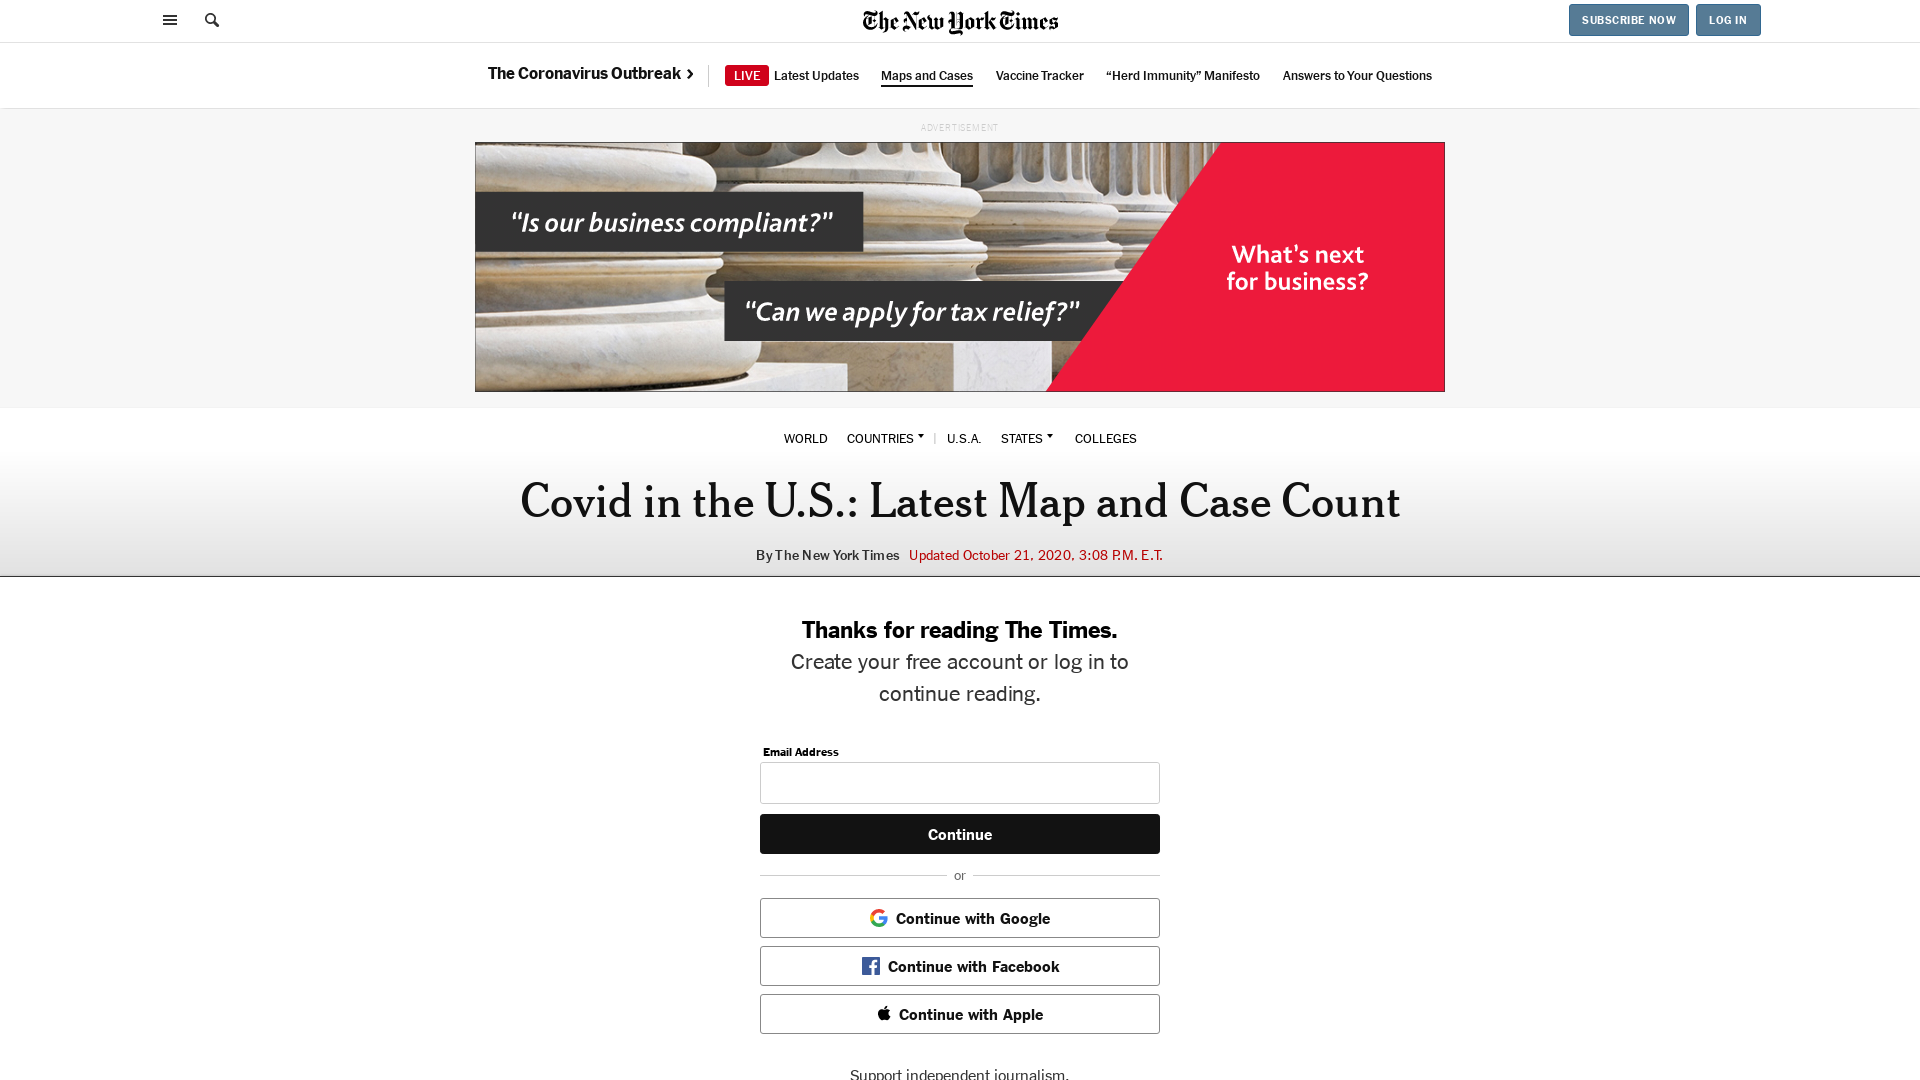 The New York Times
SUBSCRIBE NOW
LOG IN
The Coronavirus Outbreak
LIVE Latest Updates
Maps and Cases
Vaccine Tracker
“Herd Immunity” Manifesto
Answers to Your Questions
ADVERTISEMENT
“Is our business compliant?”
“Can we apply for tax relief?”
What's next
for business?
WORLD
COUNTRIES
U.S.A.
STATES
COLLEGES
Covid in the U.S.: Latest Map and Case Count
By The New York Times Updated October 21, 2020, 3:08 P.M. E.T.
Thanks for reading The Times.
Create your free account or log in to
continue reading.
Email Address
Continue
or
Continue with Google
Continue with Facebook
Continue with Apple
Support independent journalism.